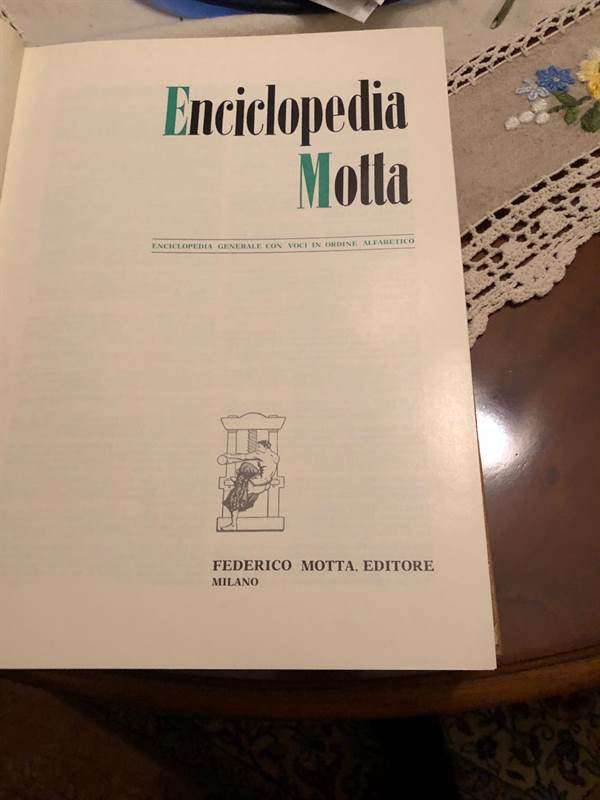 Enciclopedia
Motta
ENCICLOPEDIA GENERALE CON VOCI IN ORDINE ALFABETICO
FEDERICO MOTTA, EDITORE
MILANO